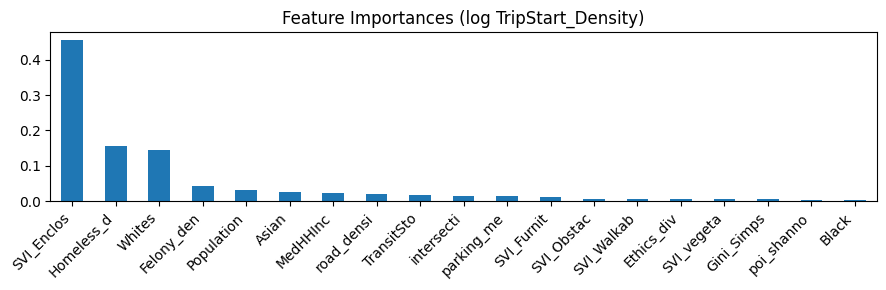 Feature Importances (log TripStart_Density)
0.4
0.3
0.2
0.1
0.0
SVI_Enclos
Homeless_d
Whites
Felony_den
Population
Asian
MedHHInc
road_densi
TransitSto
intersecti
parking_me
SVI_Furnit
SVI_Obstac
SVI_Walkab
Ethics_div
SVI_vegeta
Gini_Simps
poi_shanno
Black